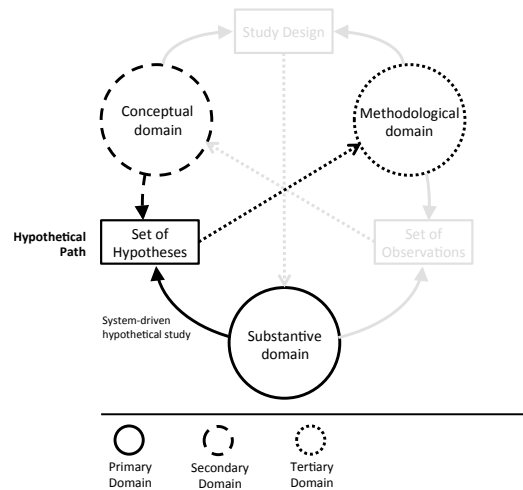 Study Design
Conceptual
domain
Methodological
domain
Hypothetical
Path
Set of
Hypotheses
Set of
Observations
System-driven
hypothetical study
Substantive
domain
Primary
Domain
Secondary
Domain
Tertiary
Domain